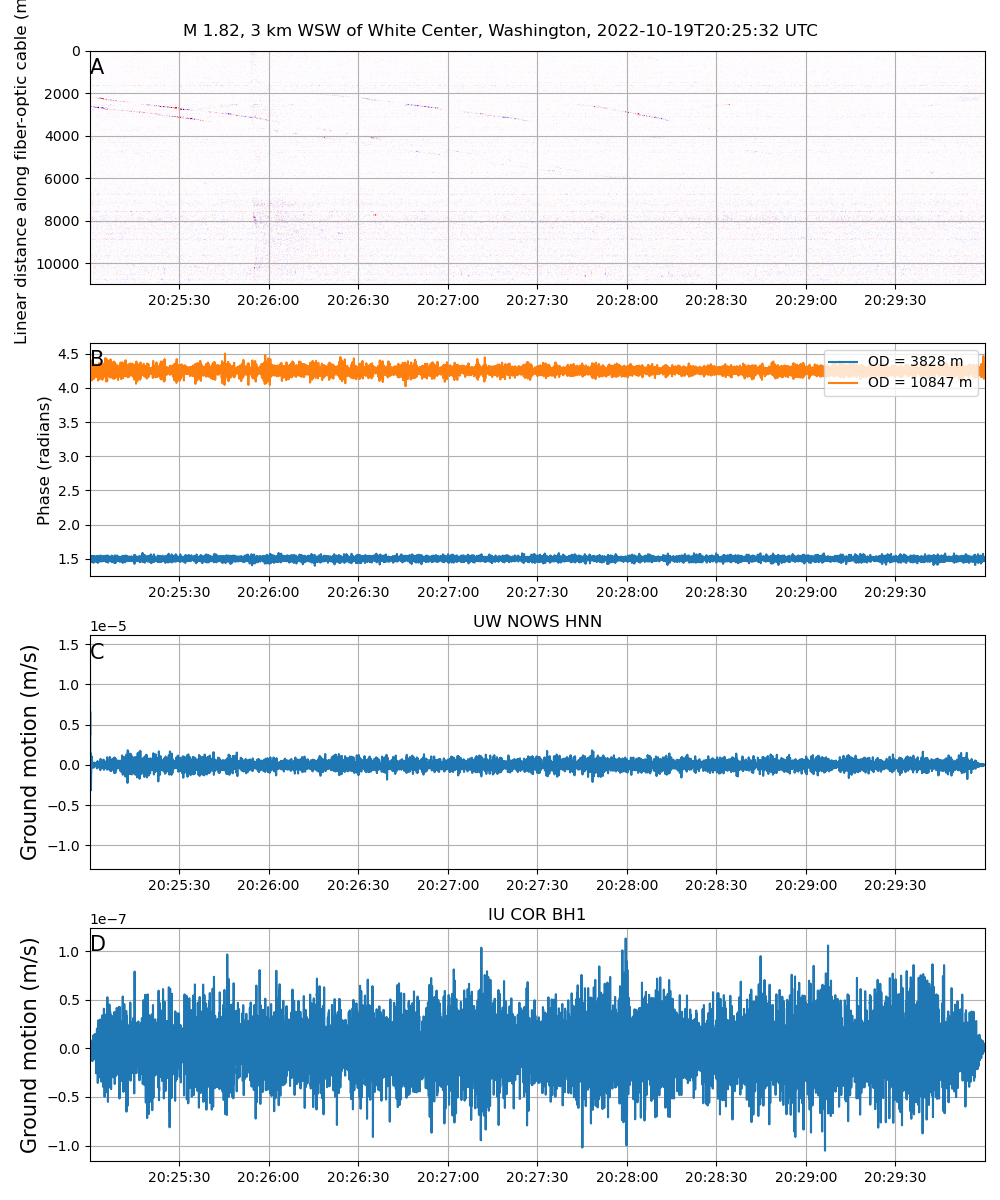 M 1.82, 3 km WSW of White Center, Washington, 2022-10-19T20:25:32 UTC
A
Linear distance along fiber-optic cable (m
0
2000
4000
6000
8000
10000
20:25:30 20:26:00 20:26:30 20:27:00 20:27:30 20:28:00 20:28:30 20:29:00 20:29:30
B
Phase (radians)
4.5
4.0
3.5
3.0
2.5
2.0
1.5
OD = 3828 m
OD = 10847 m
20:25:30 20:26:00 20:26:30 20:27:00 20:27:30 20:28:00 20:28:30 20:29:00 20:29:30
UW NOWS HNN
1e−5
C
Ground motion (m/s)
1.5
1.0
0.5
0.0
−0.5
−1.0
20:25:30 20:26:00 20:26:30 20:27:00 20:27:30 20:28:00 20:28:30 20:29:00 20:29:30
IU COR BH1
1e−7
D
Ground motion (m/s)
1.0
0.5
0.0
−0.5
−1.0
20:25:30 20:26:00 20:26:30 20:27:00 20:27:30 20:28:00 20:28:30 20:29:00 20:29:30